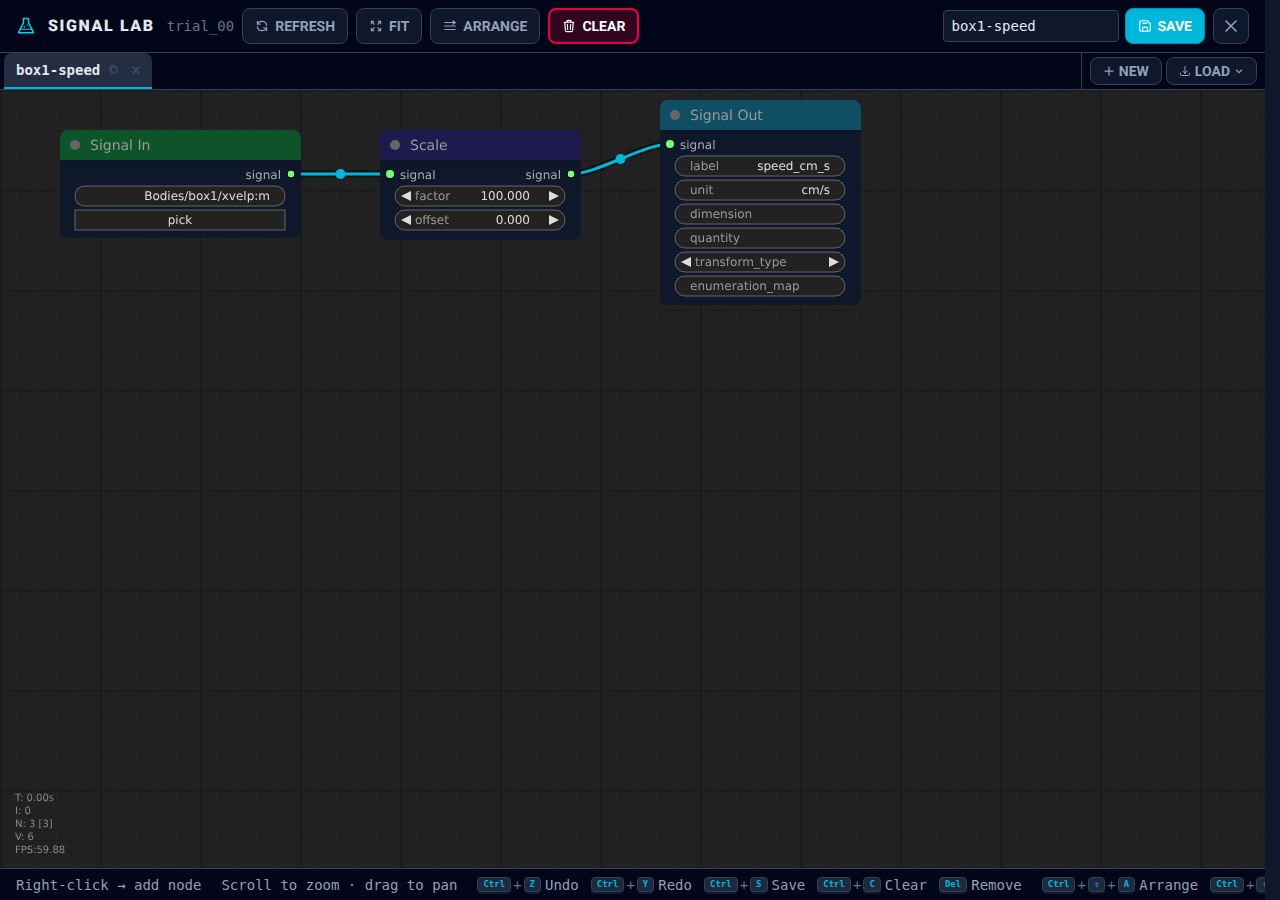 SIGNAL LAB trial_00 REFRESH FIT ARRANGE CLEAR box1-speed SAVE
box1-speed + NEW LOAD
Signal In
signal
Bodies/box1/xvelp:m
pick
Scale
signal signal
factor 100.000
offset 0.000
Signal Out
signal
label speed_cm_s
unit cm/s
dimension
quantity
transform_type
enumeration_map
T: 0.00s
I: 0
N: 3 [3]
V: 6
FPS:59.88
Right-click → add node Scroll to zoom · drag to pan Ctrl + Z Undo Ctrl + Y Redo Ctrl + S Save Ctrl + C Clear Del Remove Ctrl + ⇧ + A Arrange Ctrl +